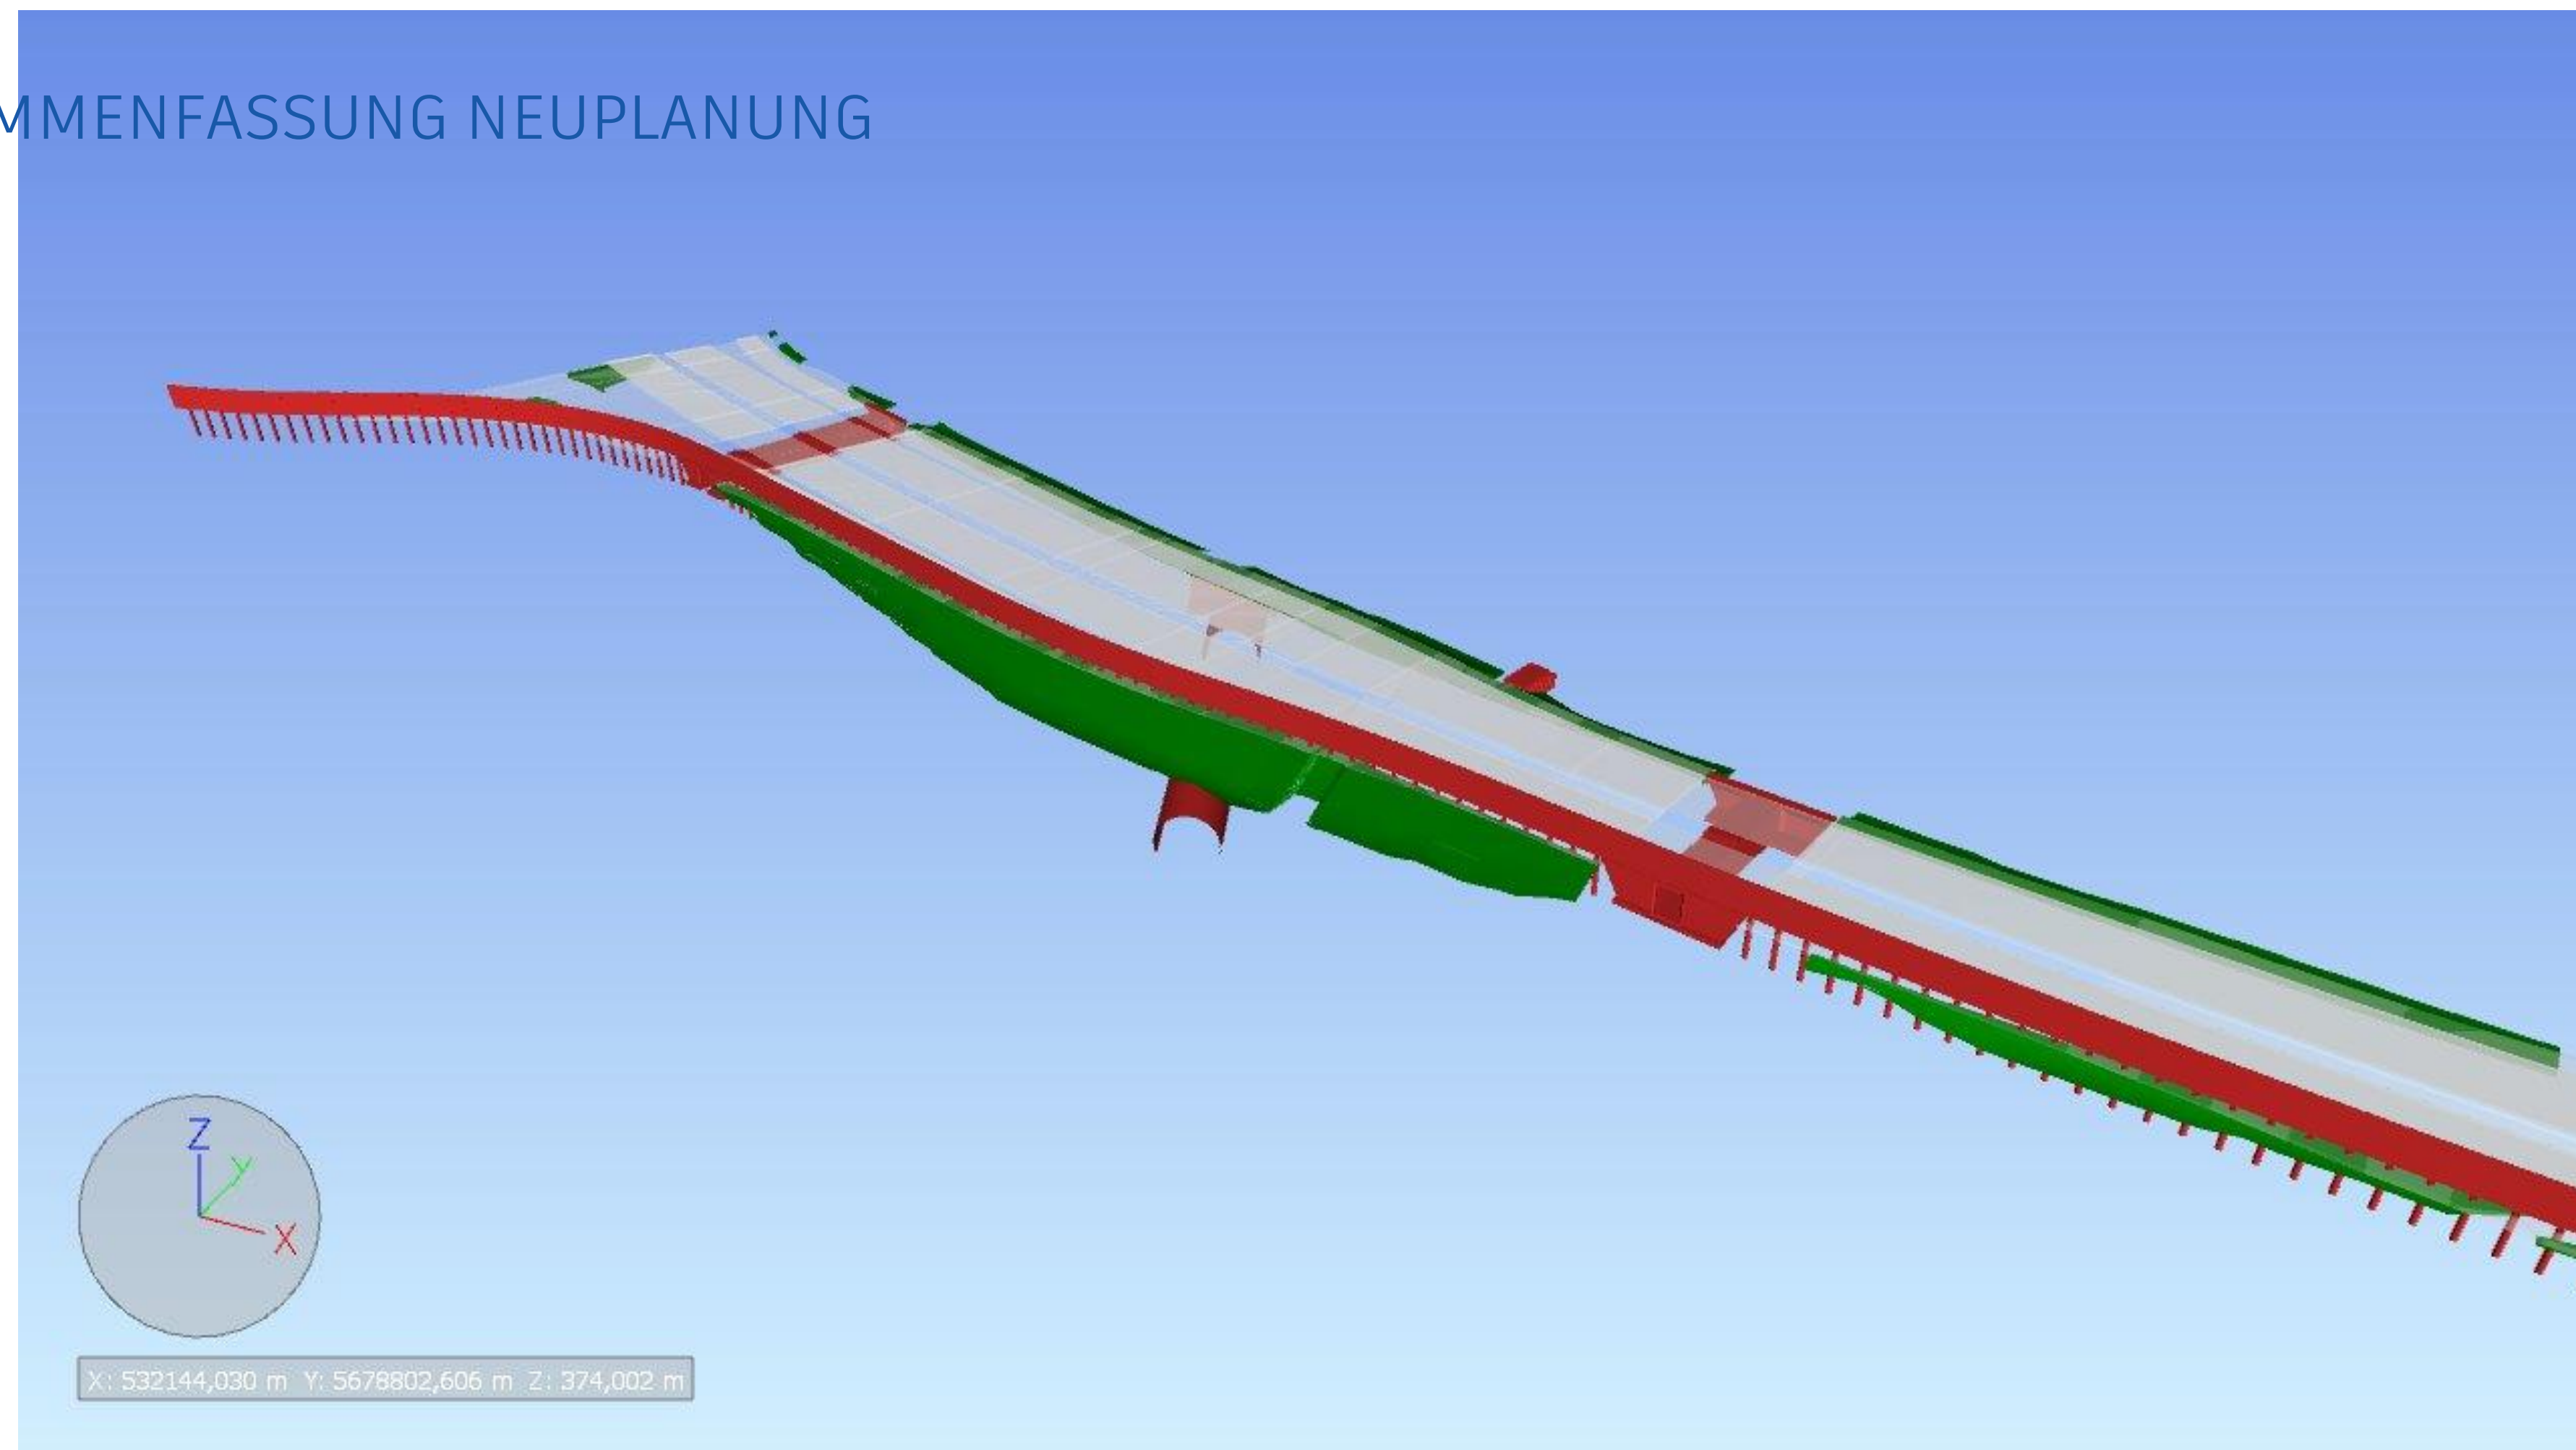 MMENFASSUNG NEUPLANUNG
Z
Y
X
X: 532144,030 m Y: 5678802,606 m Z: 374,002 m